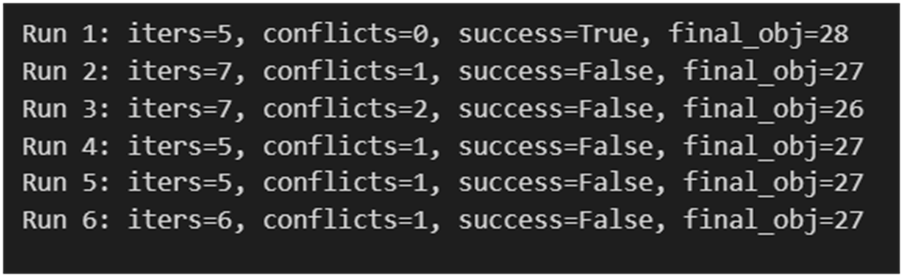 Run 1: iters=5, conflicts=0, success=True, final_obj=28
Run 2: iters=7, conflicts=1, success=False, final_obj=27
Run 3: iters=7, conflicts=2, success=False, final_obj=26
Run 4: iters=5, conflicts=1, success=False, final_obj=27
Run 5: iters=5, conflicts=1, success=False, final_obj=27
Run 6: iters=6, conflicts=1, success=False, final_obj=27